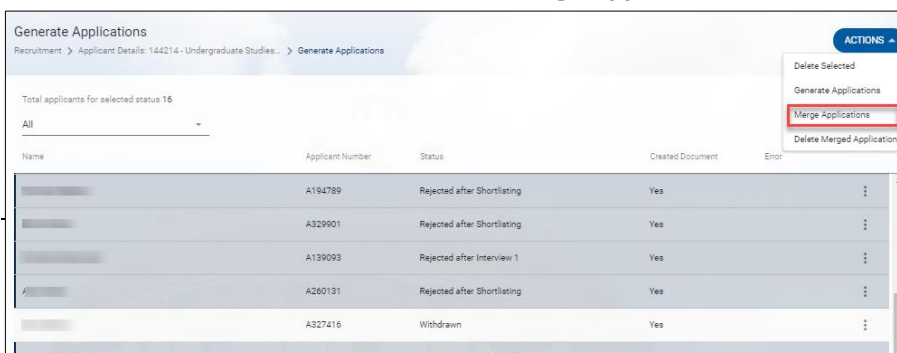 Generate Applications
Recruitment > Applicant Details: 144214 - Undergraduate Studies... > Generate Applications
ACTIONS
Delete Selected
Generate Applications
Merge Applications
Delete Merged Application
Total applicants for selected status 16
All
Name Applicant Number Status Created Document Error
A194789 Rejected after Shortlisting Yes
A329901 Rejected after Shortlisting Yes
A139093 Rejected after Interview 1 Yes
A260131 Rejected after Shortlisting Yes
A327416 Withdrawn Yes